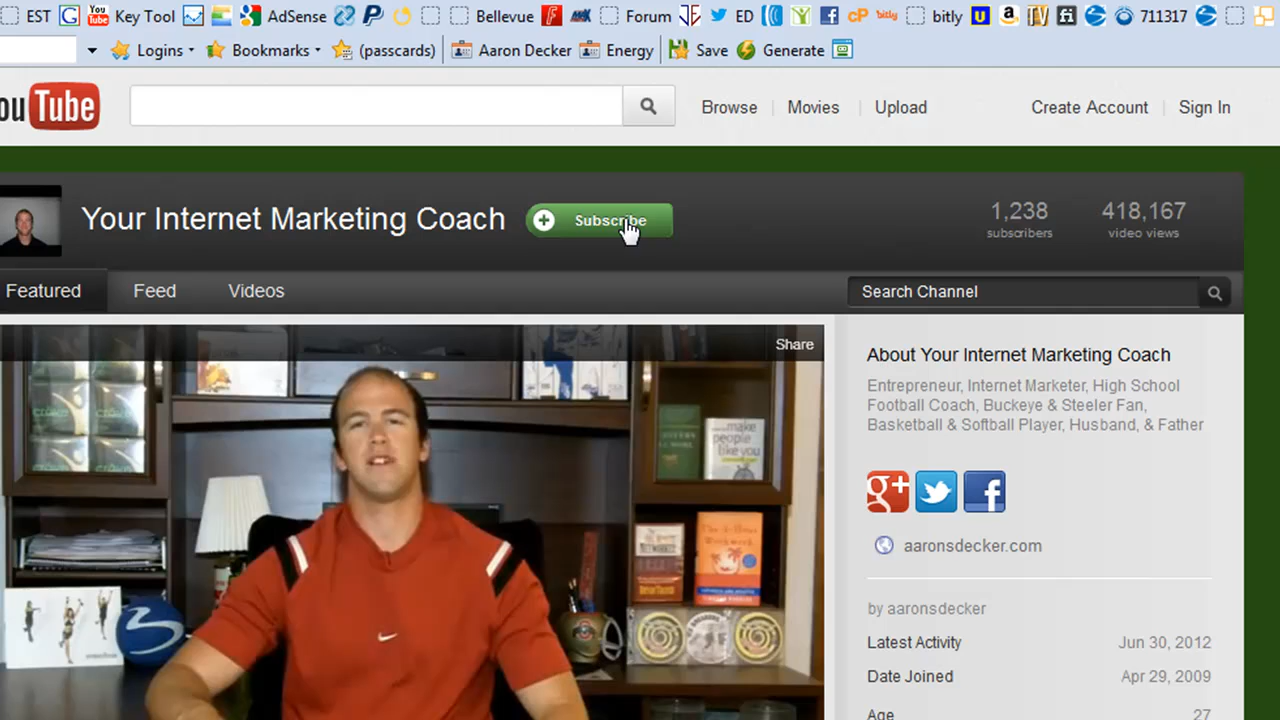 EST Key Tool AdSense Bellevue Forum ED bitly 711317
Logins Bookmarks (passcards) Aaron Decker Energy Save Generate
ouTube
Browse Movies Upload Create Account Sign In
Your Internet Marketing Coach Subscribe
1,238 418,167
subscribers video views
Featured Feed Videos Search Channel
Share
About Your Internet Marketing Coach
Entrepreneur, Internet Marketer, High School
Football Coach, Buckeye & Steeler Fan,
Basketball & Softball Player, Husband, & Father
aaronsdecker.com
by aaronsdecker
Latest Activity Jun 30, 2012
Date Joined Apr 29, 2009
Age 27
make
people
like you